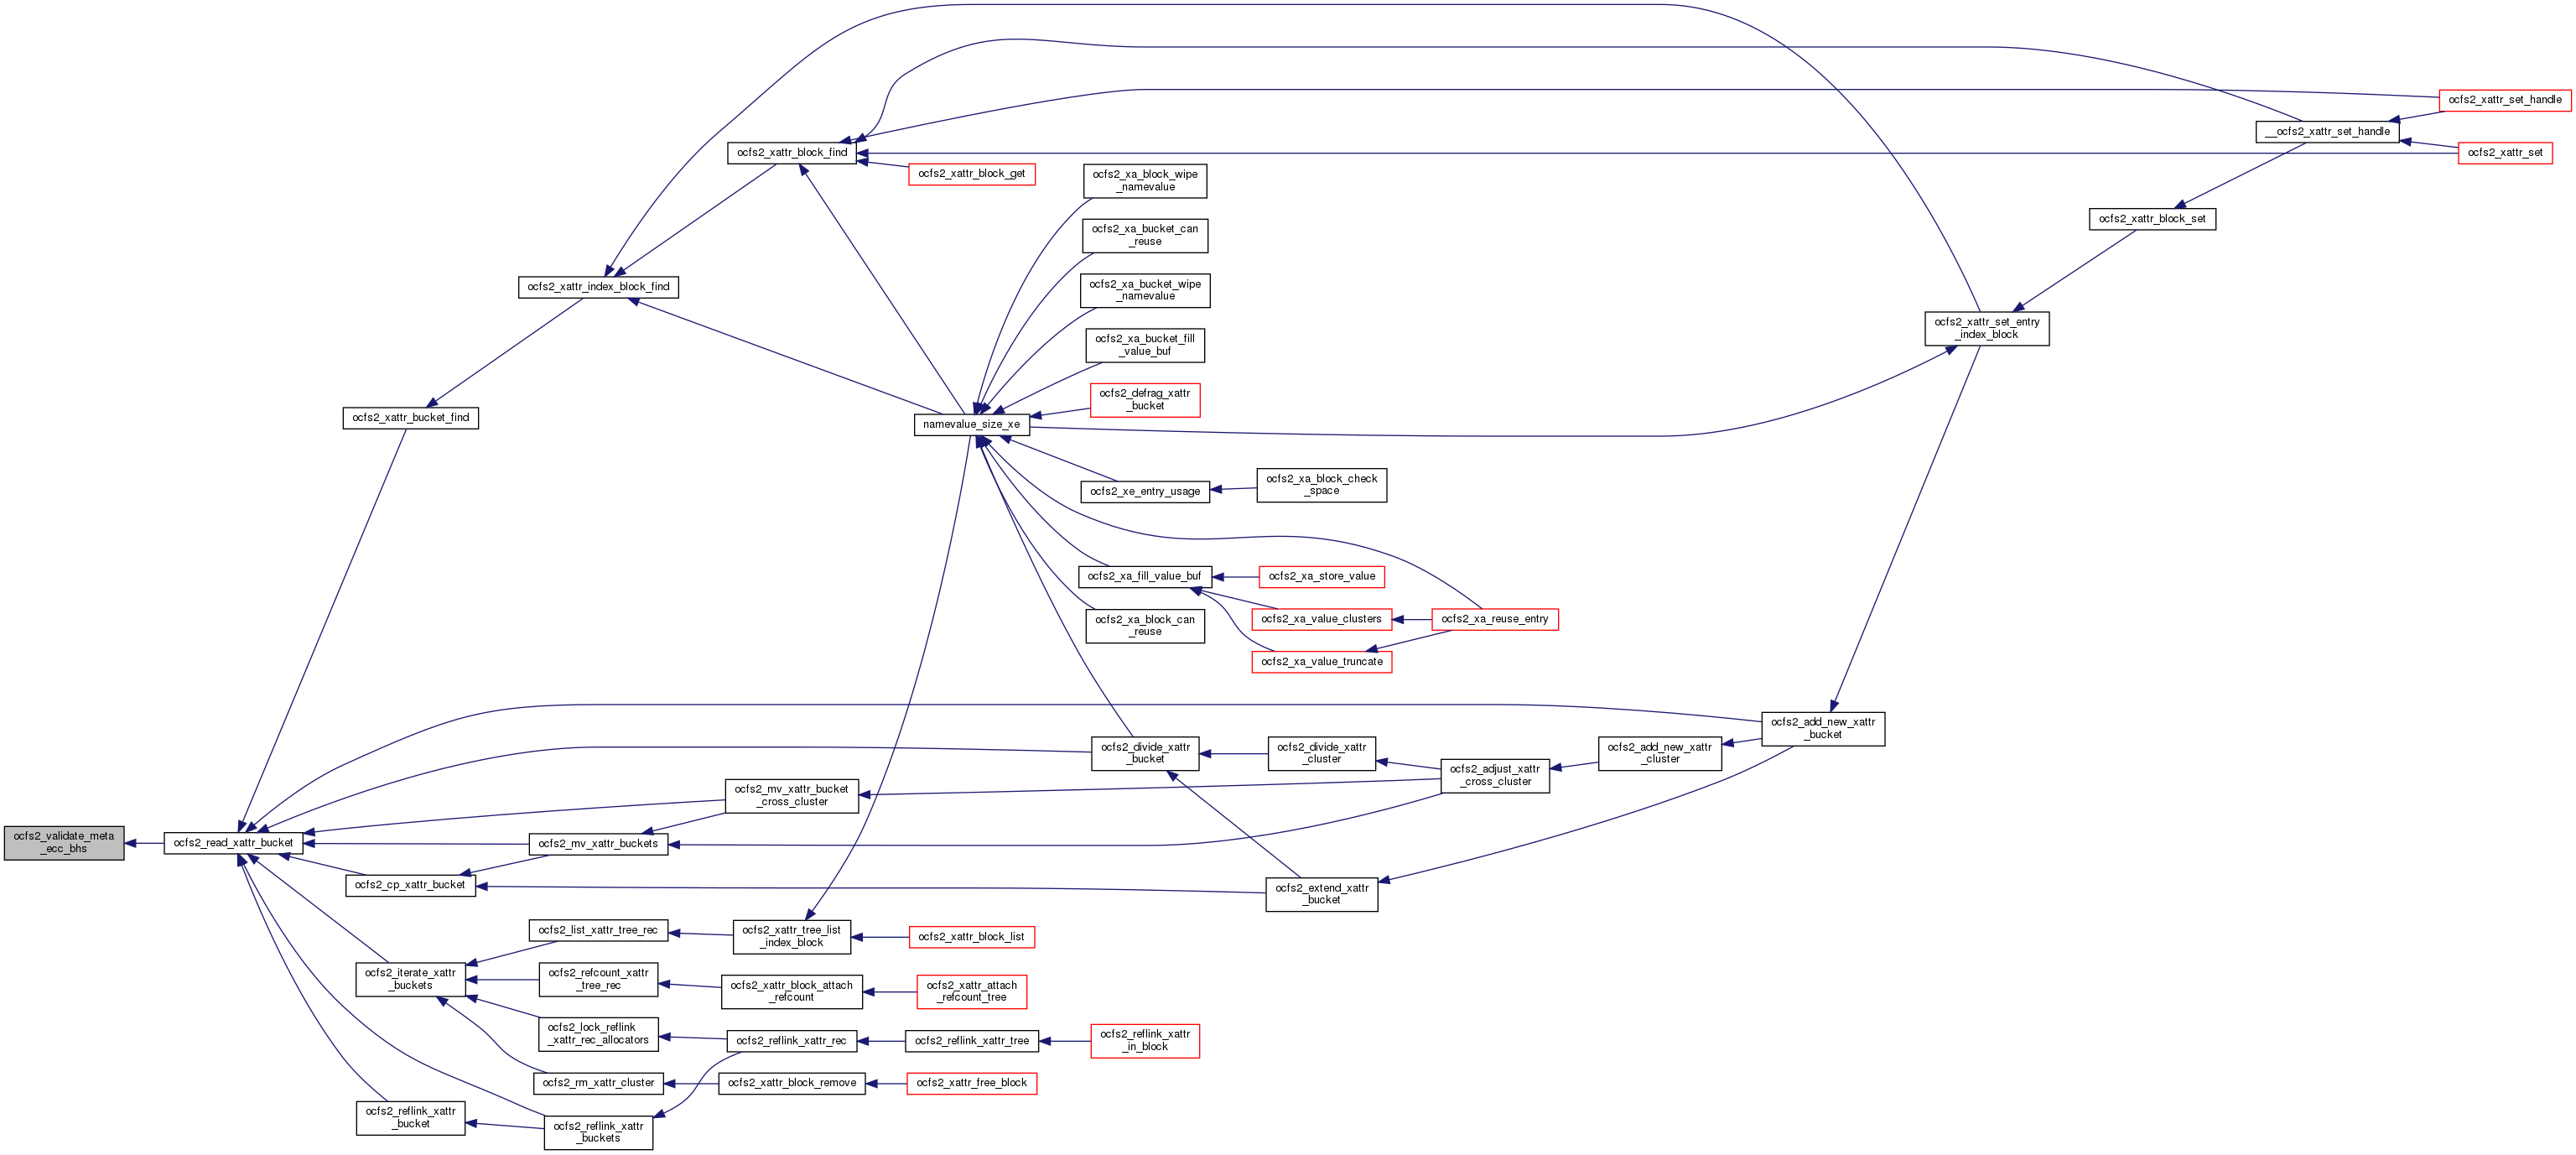 ocfs2_validate_meta
_ecc_bhs
ocfs2_read_xattr_bucket
ocfs2_xattr_bucket_find
ocfs2_xattr_index_block_find
ocfs2_xattr_block_find
ocfs2_xattr_block_get
namevalue_size_xe
ocfs2_xa_block_wipe
_namevalue
ocfs2_xa_bucket_can
_reuse
ocfs2_xa_bucket_wipe
_namevalue
ocfs2_xa_bucket_fill
_value_buf
ocfs2_defrag_xattr
_bucket
ocfs2_xe_entry_usage
ocfs2_xa_block_check
_space
ocfs2_xa_fill_value_buf
ocfs2_xa_store_value
ocfs2_xa_value_clusters
ocfs2_xa_value_truncate
ocfs2_xa_reuse_entry
ocfs2_xa_block_can
_reuse
ocfs2_xattr_set_handle
__ocfs2_xattr_set_handle
ocfs2_xattr_set
ocfs2_xattr_block_set
ocfs2_xattr_set_entry
_index_block
ocfs2_add_new_xattr
_bucket
ocfs2_add_new_xattr
_cluster
ocfs2_adjust_xattr
_cross_cluster
ocfs2_divide_xattr
_cluster
ocfs2_divide_xattr
_bucket
ocfs2_extend_xattr
_bucket
ocfs2_mv_xattr_bucket
_cross_cluster
ocfs2_mv_xattr_buckets
ocfs2_cp_xattr_bucket
ocfs2_iterate_xattr
_buckets
ocfs2_list_xattr_tree_rec
ocfs2_xattr_tree_list
_index_block
ocfs2_xattr_block_list
ocfs2_refcount_xattr
_tree_rec
ocfs2_xattr_block_attach
_refcount
ocfs2_xattr_attach
_refcount_tree
ocfs2_lock_reflink
_xattr_rec_allocators
ocfs2_reflink_xattr_rec
ocfs2_reflink_xattr_tree
ocfs2_reflink_xattr
_in_block
ocfs2_rm_xattr_cluster
ocfs2_xattr_block_remove
ocfs2_xattr_free_block
ocfs2_reflink_xattr
_bucket
ocfs2_reflink_xattr
_buckets